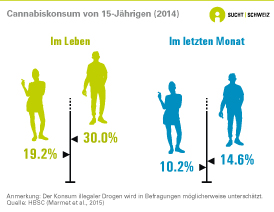 Cannabiskonsum von 15-Jährigen (2014)
SUCHT | SCHWEIZ
Im Leben
Im letzten Monat
30.0%
19.2%
14.6%
10.2%
Anmerkung: Der Konsum illegaler Drogen wird in Befragungen möglicherweise unterschätzt.
Quelle: HBSC (Marmet et al., 2015)